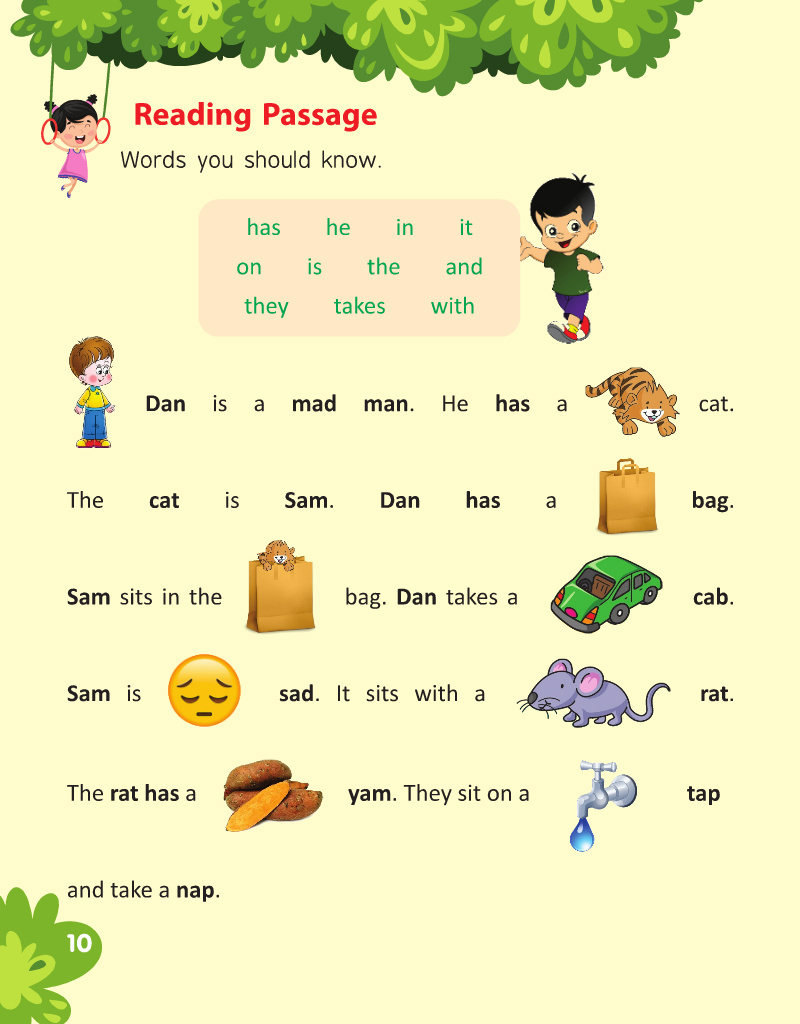 Reading Passage
Words you should know.
has he in it
on is the and
they takes with
Dan is a mad man. He has a cat.
The cat is Sam. Dan has a bag.
Sam sits in the bag. Dan takes a cab.
Sam is sad. It sits with a rat.
The rat has a yam. They sit on a tap
and take a nap.
10